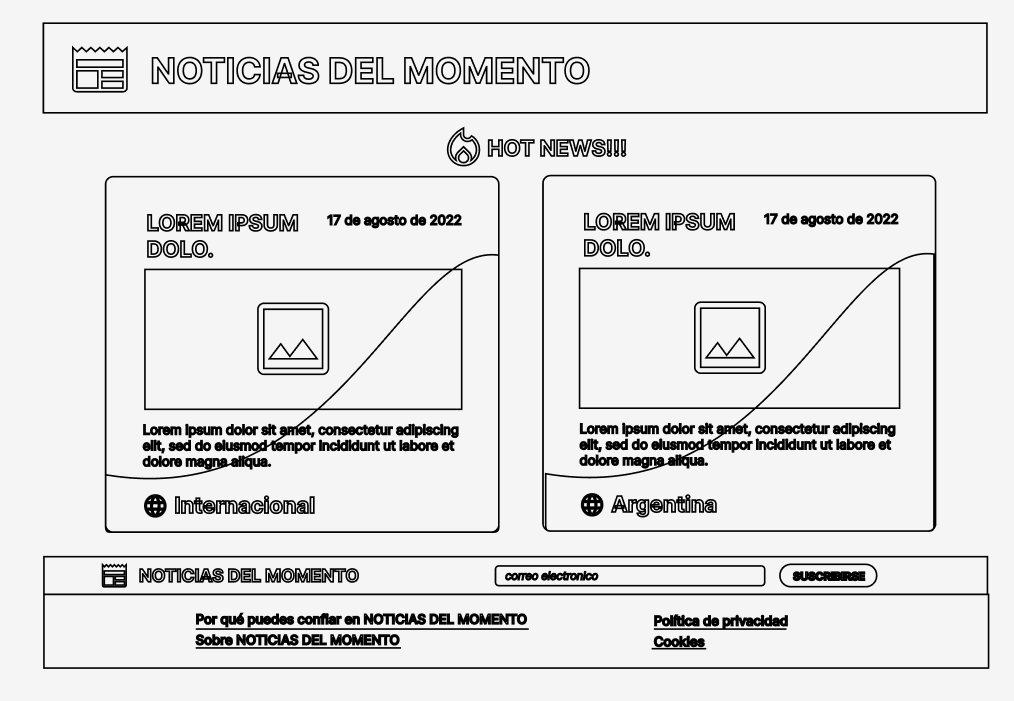 NOTICIAS DEL MOMENTO
HOT NEWS!!!
LOREM IPSUM
DOLO.
17 de agosto de 2022
Lorem ipsum dolor sit amet, consectetur adipiscing
elit, sed do eiusmod tempor incididunt ut labore et
dolore magna aliqua.
Internacional
LOREM IPSUM
DOLO.
17 de agosto de 2022
Lorem ipsum dolor sit amet, consectetur adipiscing
elit, sed do eiusmod tempor incididunt ut labore et
dolore magna aliqua.
Argentina
NOTICIAS DEL MOMENTO
correo electronico
SUSCRIBIRSE
Por qué puedes confiar en NOTICIAS DEL MOMENTO
Sobre NOTICIAS DEL MOMENTO
Política de privacidad
Cookies